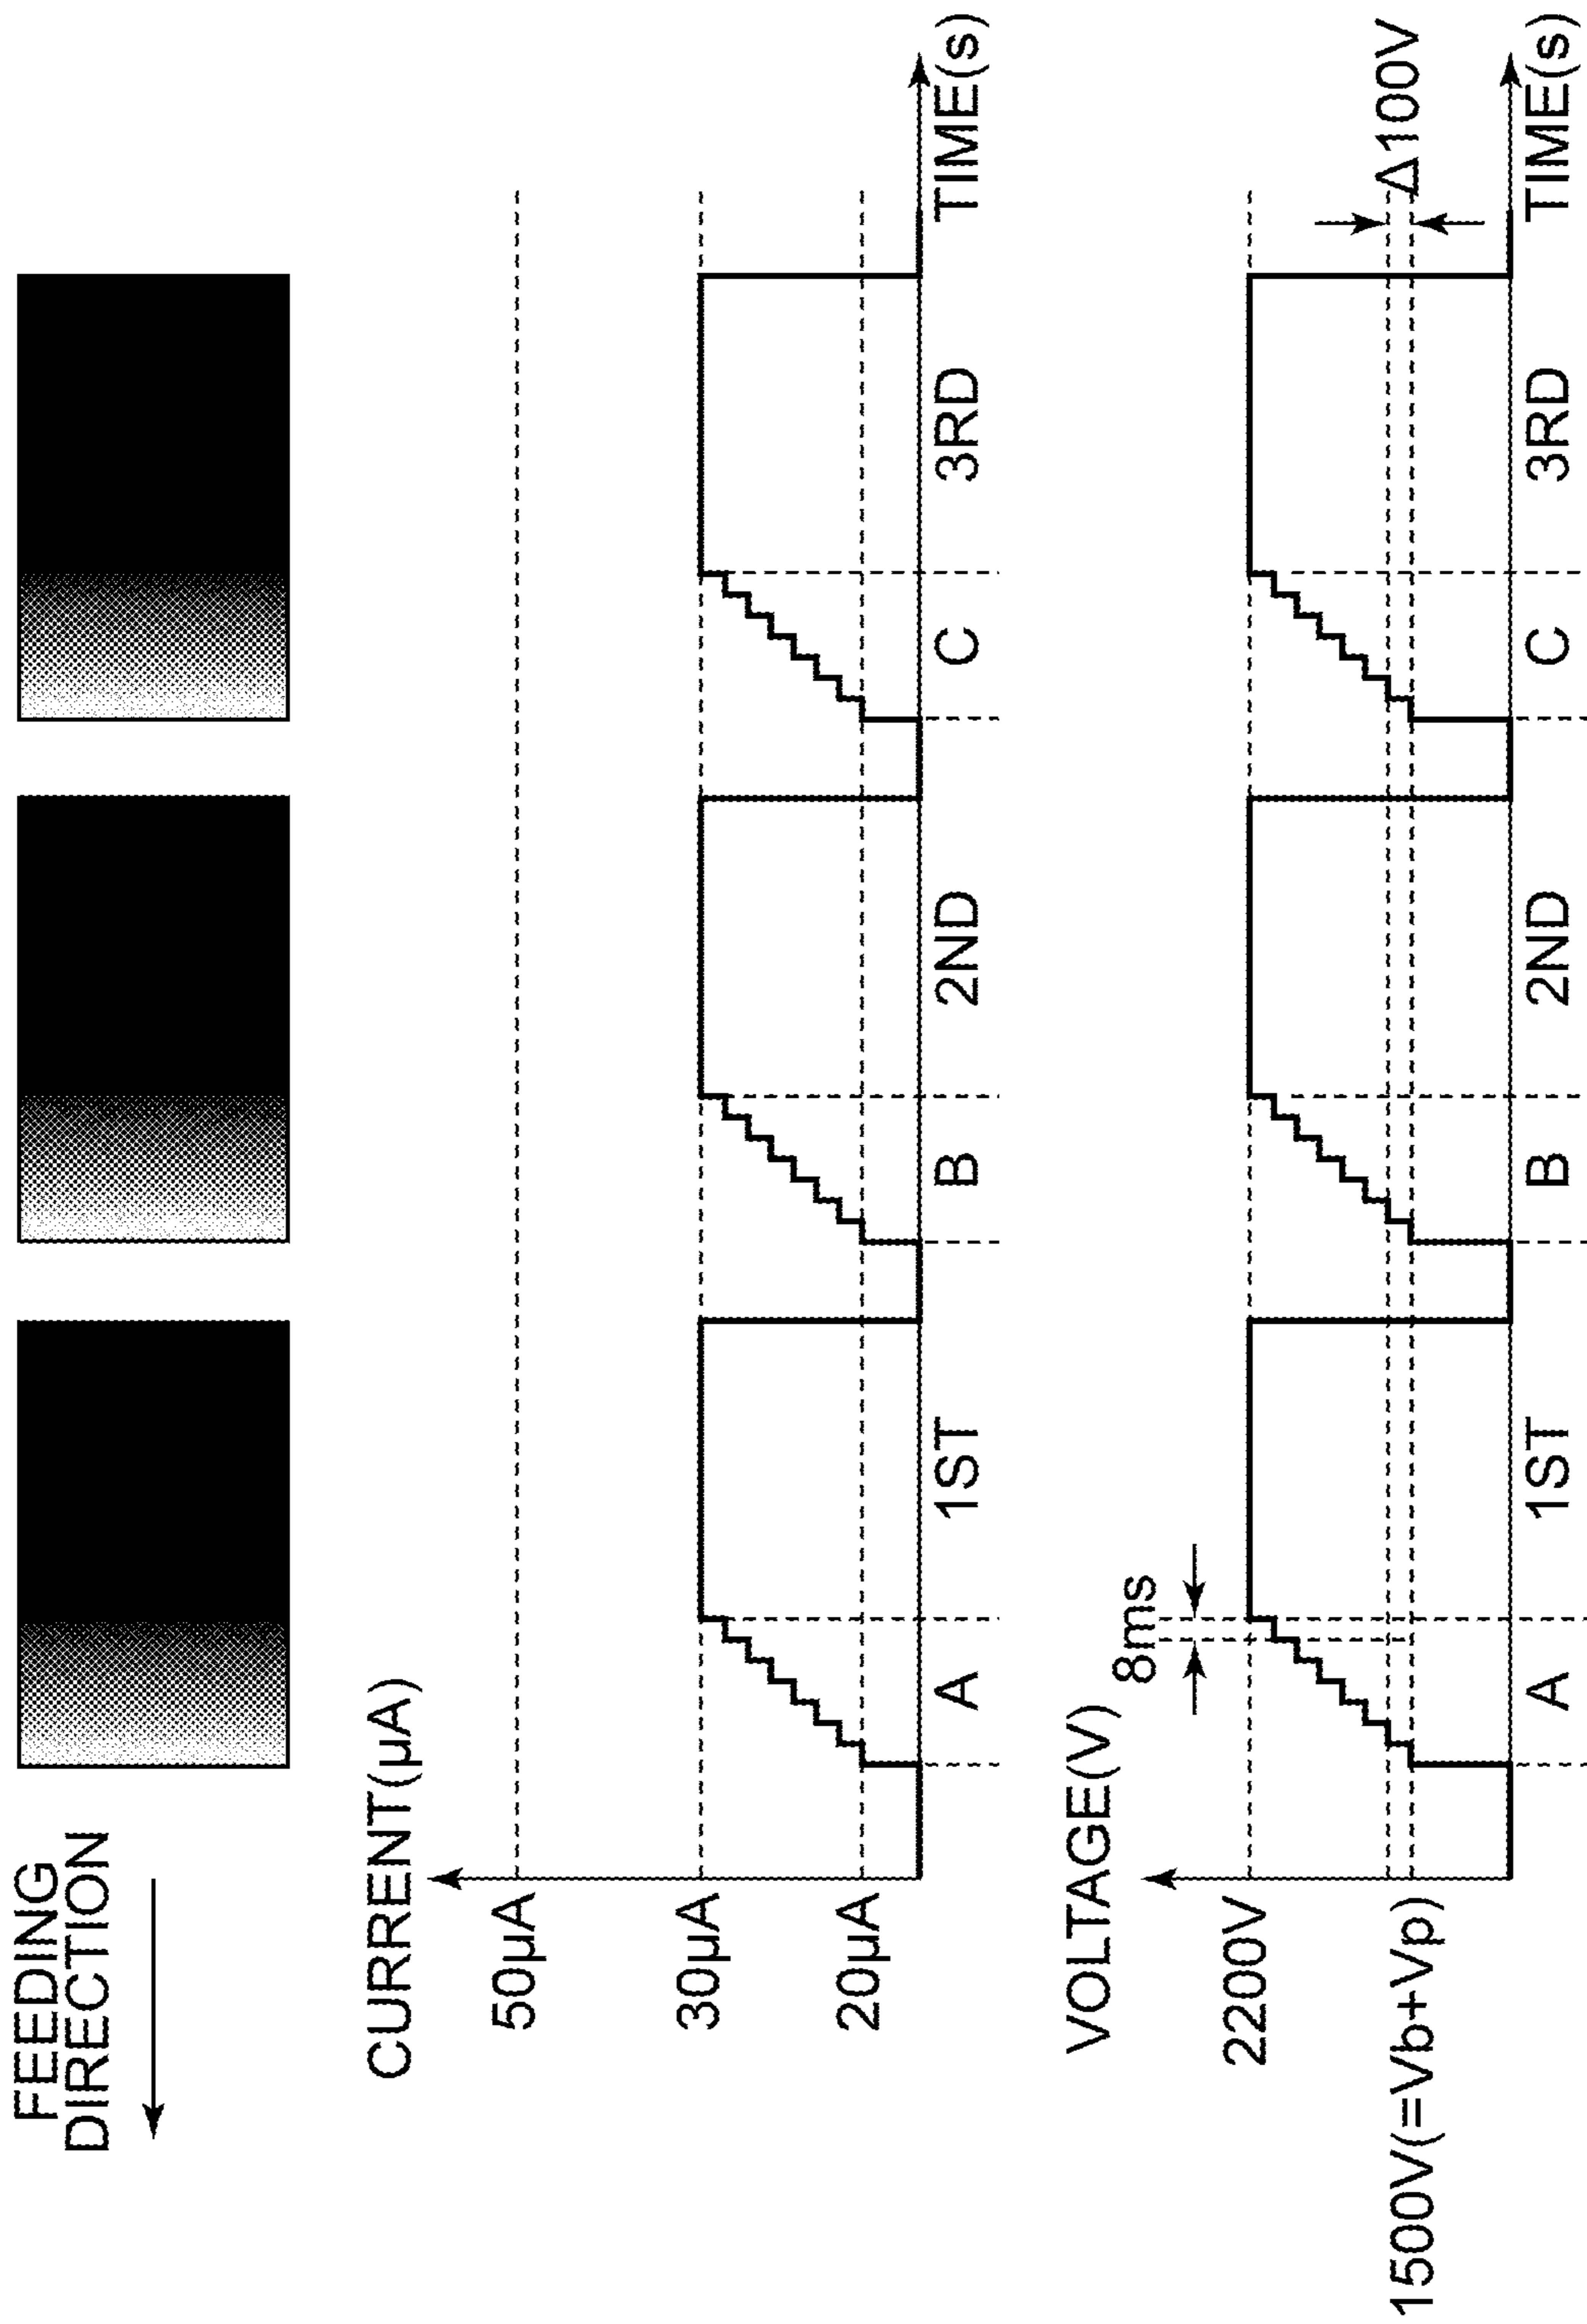 FEEDING
DIRECTION
CURRENT(μA)
50μA
30μA
20μA
A
1ST
B
2ND
C
3RD
TIME(s)
VOLTAGE(V)
8ms
2200V
1500V(=Vb+Vp)
Δ100V
A
1ST
B
2ND
C
3RD
TIME(s)